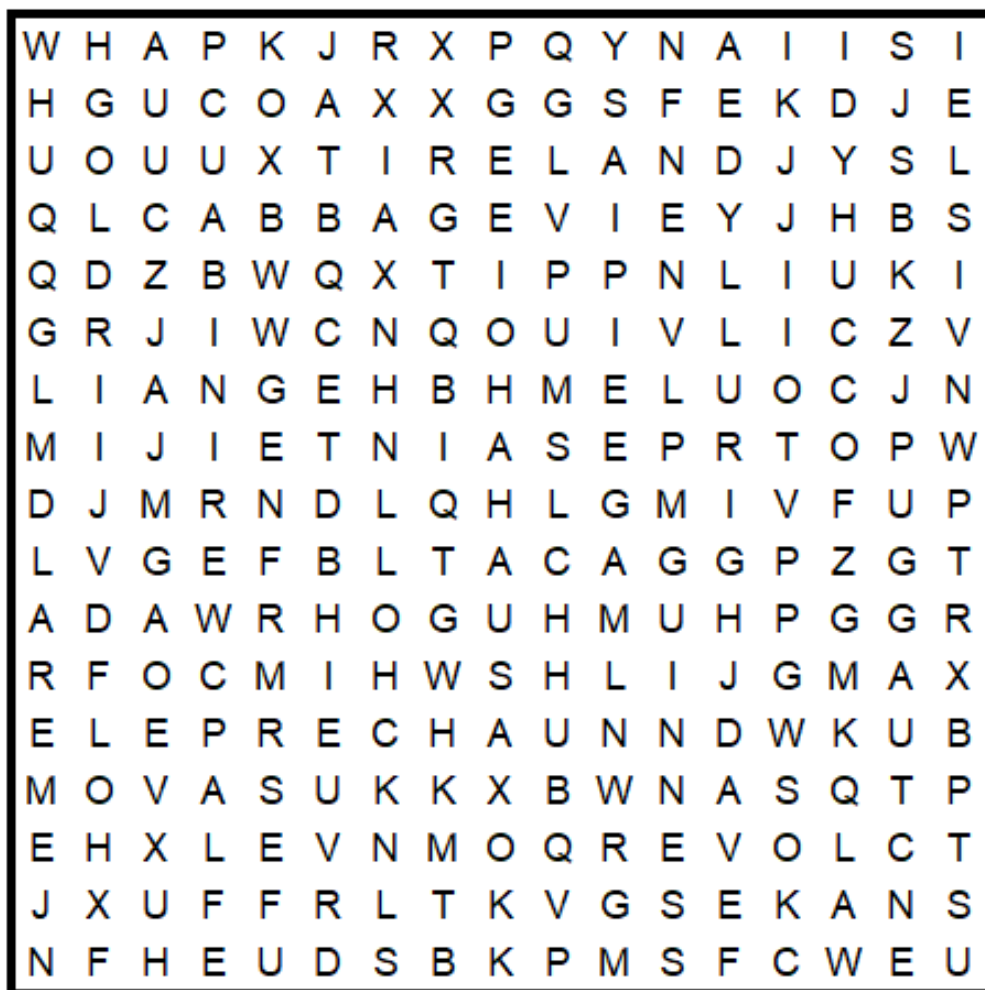 W H A P K J R X P Q Y N A I I S I
H G U C O A X X G G S F E K D J E
U O U U X T I R E L A N D J Y S L
Q L C A B B A G E V I E Y J H B S
Q D Z B W Q X T I P P N L I U K I
G R J I W C N Q O U I V L I C Z V
L I A N G E H B H M E L U O C J N
M I J I E T N I A S E P R T O P W
D J M R N D L Q H L G M I V F U P
L V G E F B L T A C A G G P Z G T
A D A W R H O G U H M U H P G G R
R F O C M I H W S H L I J G M A X
E L E P R E C H A U N N D W K U B
M O V A S U K K X B W N A S Q T P
E H X L E V N M O Q R E V O L C T
J X U F F R L T K V G S E K A N S
N F H E U D S B K P M S F C W E U